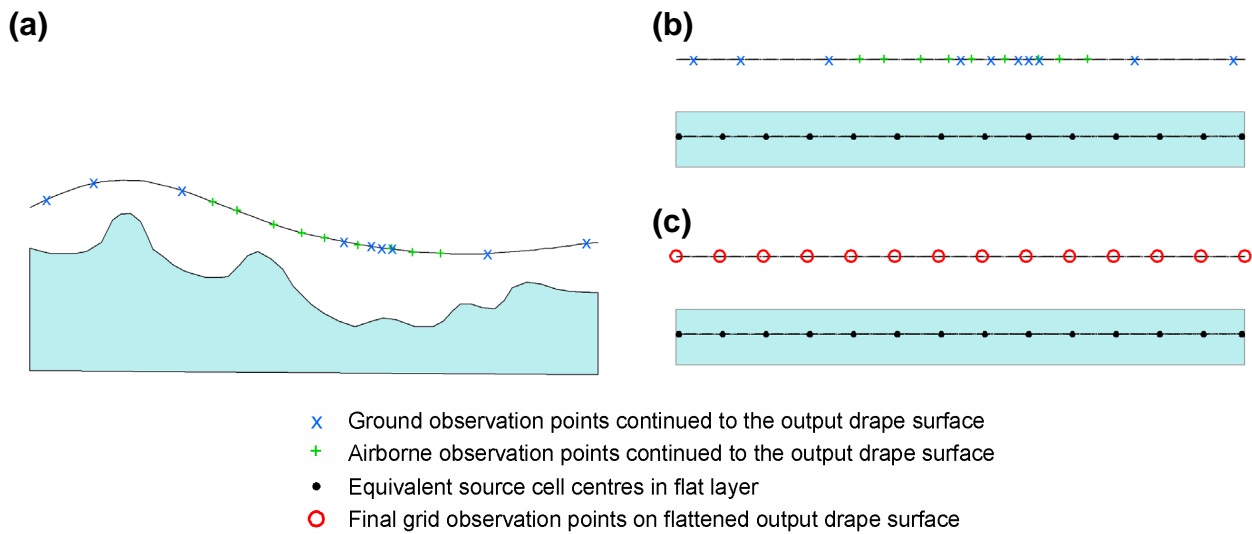 (a)
(b)
(c)
Ground observation points continued to the output drape surface
Airborne observation points continued to the output drape surface
Equivalent source cell centres in flat layer
Final grid observation points on flattened output drape surface